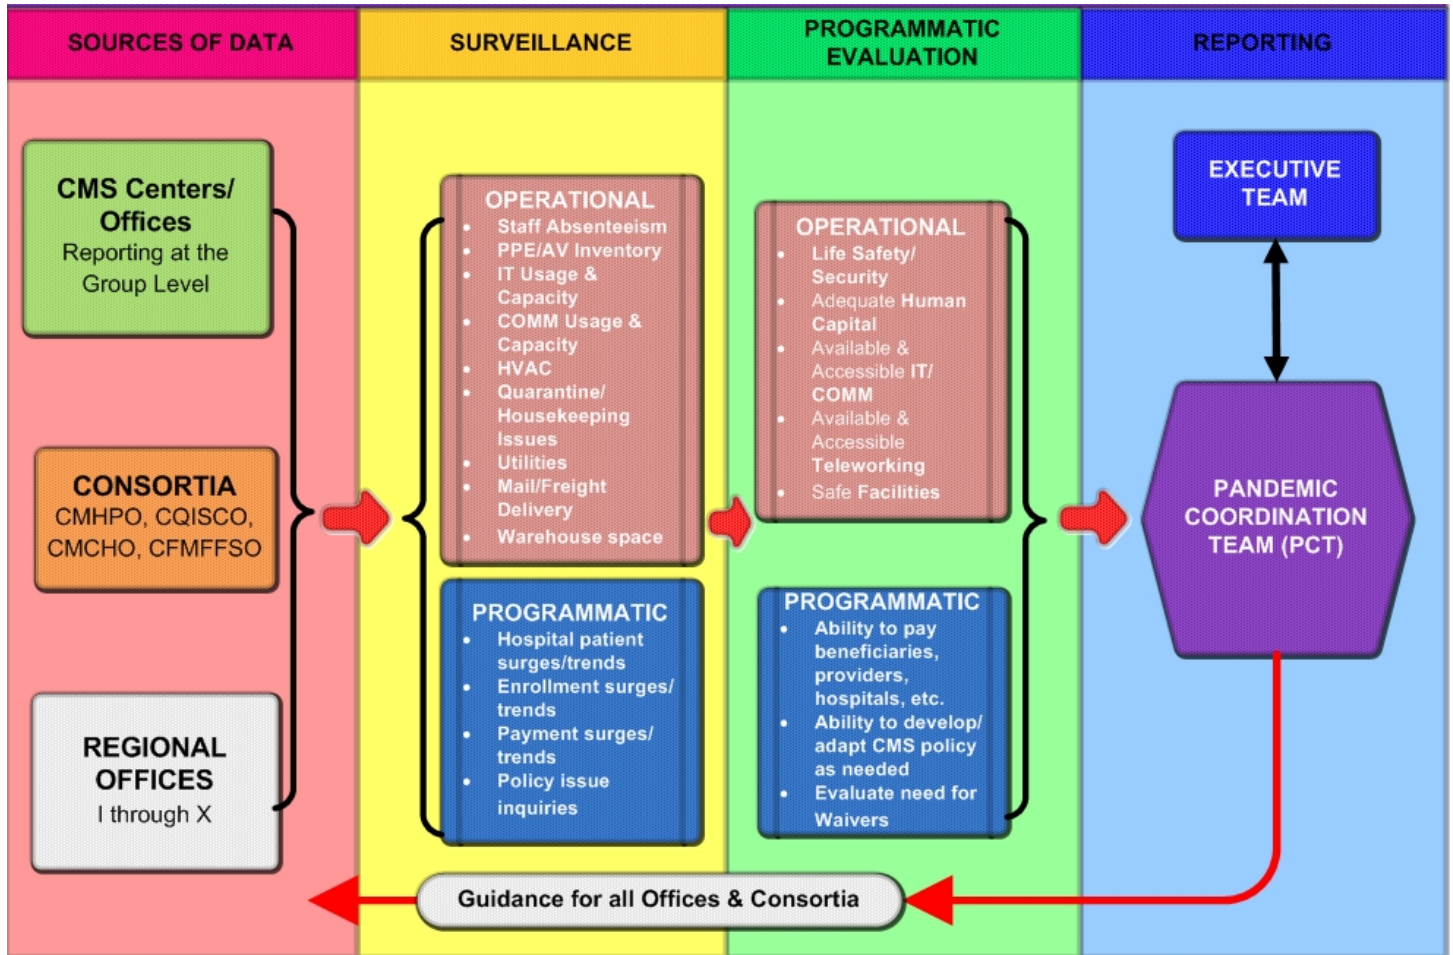 SOURCES OF DATA
SURVEILLANCE
PROGRAMMATIC
EVALUATION
REPORTING
CMS Centers/
Offices
Reporting at the
Group Level
CONSORTIA
CMHPO, CQISCO,
CMCHO, CFMFFSO
REGIONAL
OFFICES
I through X
OPERATIONAL
• Staff Absenteeism
• PPE/AV Inventory
• IT Usage &
Capacity
• COMM Usage &
Capacity
• HVAC
• Quarantine/
Housekeeping
Issues
• Utilities
• Mail/Freight
Delivery
• Warehouse space
PROGRAMMATIC
• Hospital patient
surges/trends
• Enrollment surges/
trends
• Payment surges/
trends
• Policy issue
inquiries
OPERATIONAL
• Life Safety/
Security
• Adequate Human
Capital
• Available &
Accessible IT/
COMM
• Available &
Accessible
Teleworking
• Safe Facilities
PROGRAMMATIC
• Ability to pay
beneficiaries,
providers,
hospitals, etc.
• Ability to develop/
adapt CMS policy
as needed
• Evaluate need for
Waivers
EXECUTIVE
TEAM
PANDEMIC
COORDINATION
TEAM (PCT)
Guidance for all Offices & Consortia